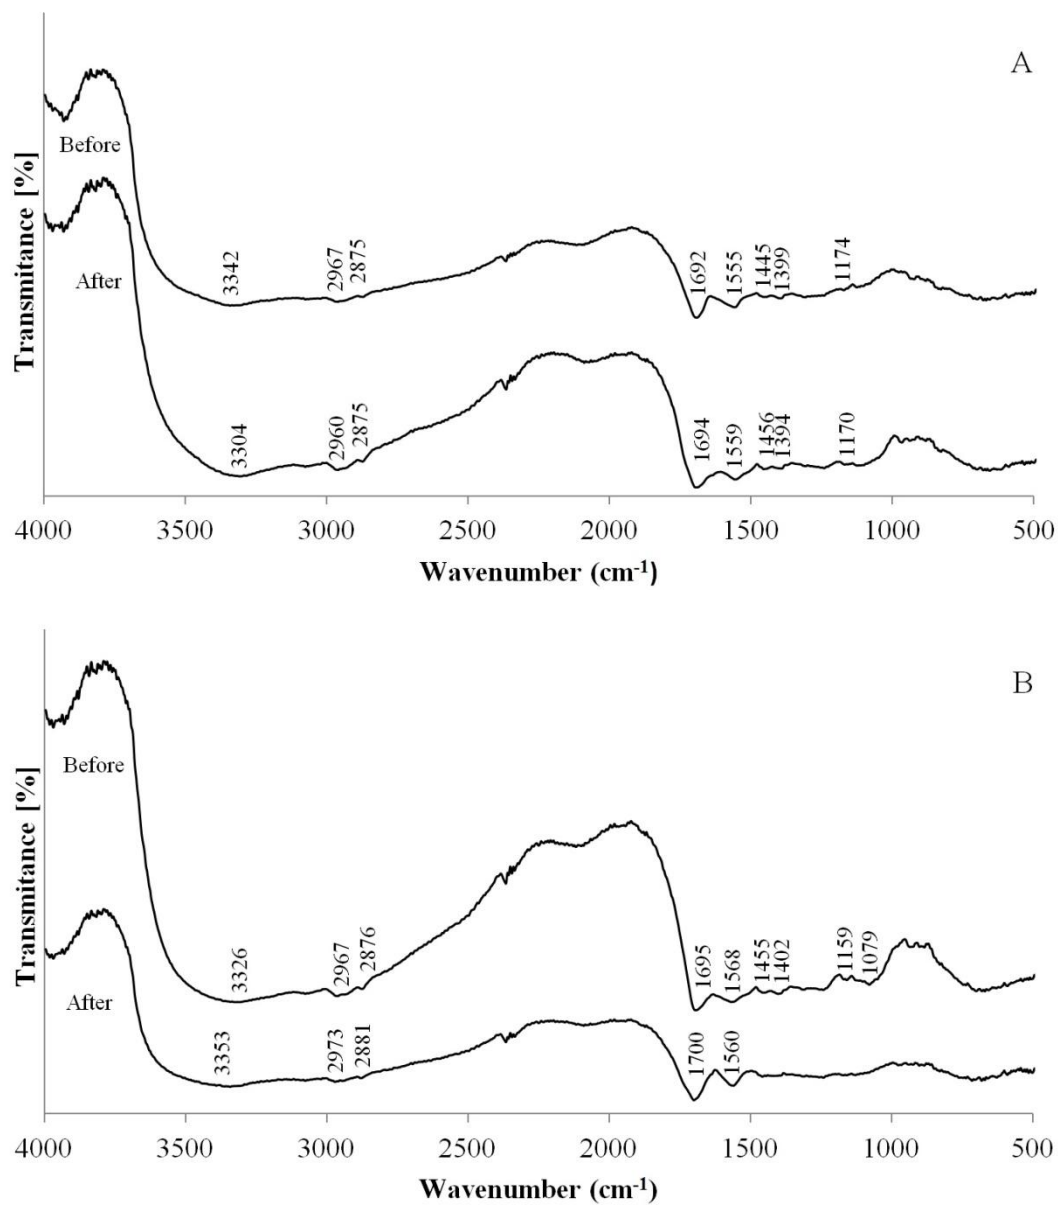 A
Before
After
Transmitance [%]
3342
2967
2875
1692
1555
1445
1399
1174
3304
2960
2875
1694
1559
1456
1394
1170
4000 3500 3000 2500 2000 1500 1000 500
Wavenumber (cm⁻¹)
B
Before
After
Transmitance [%]
3326
2967
2876
1695
1568
1455
1402
1159
1079
3353
2973
2881
1700
1560
4000 3500 3000 2500 2000 1500 1000 500
Wavenumber (cm⁻¹)